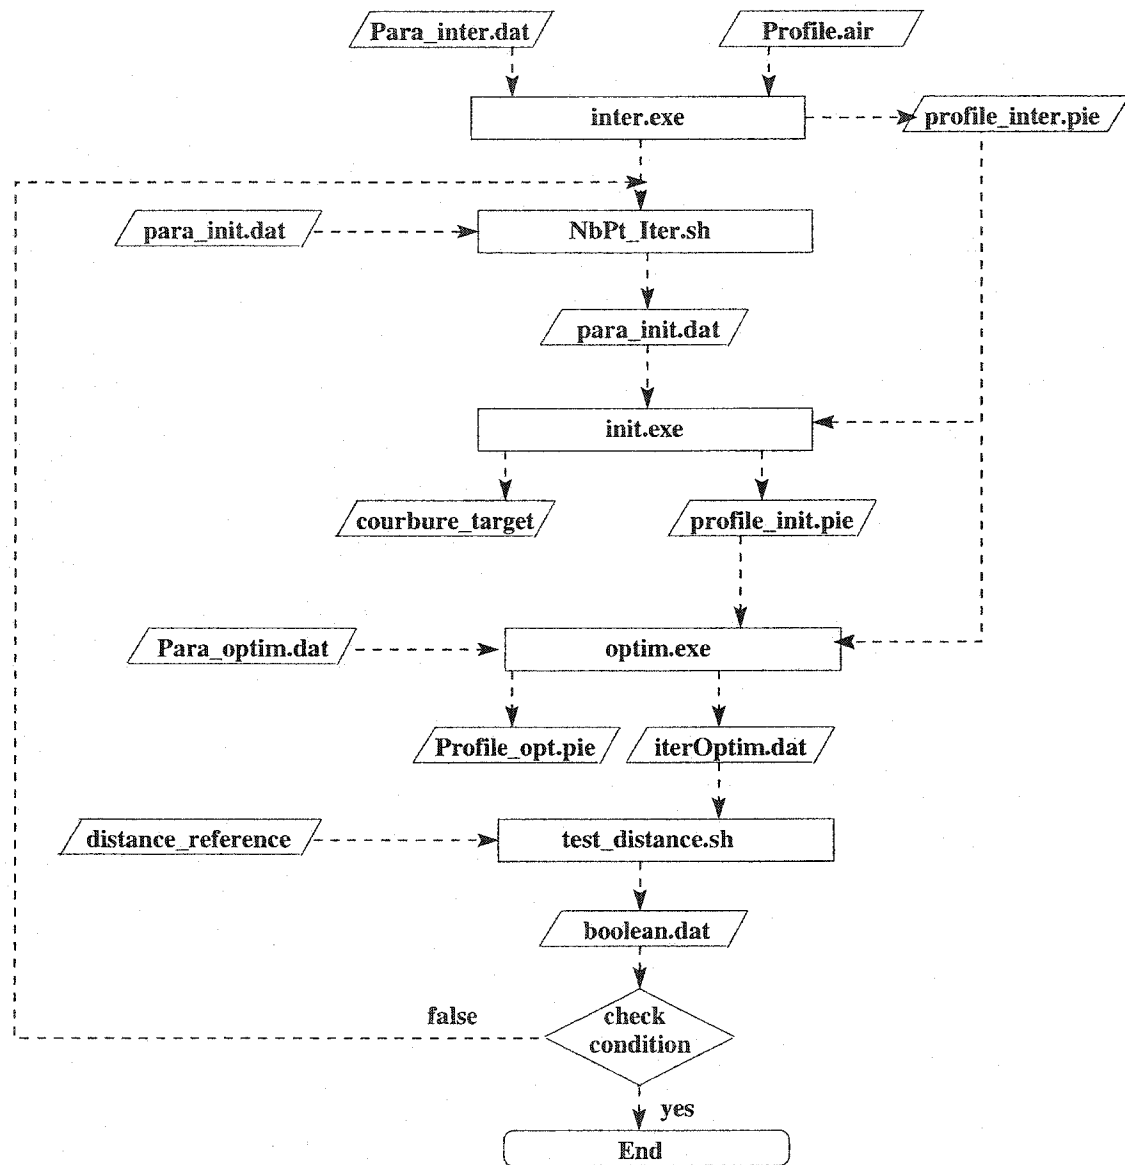 Para_inter.dat
Profile.air
inter.exe
profile_inter.pie
para_init.dat
NbPt_Iter.sh
para_init.dat
init.exe
courbure_target
profile_init.pie
Para_optim.dat
optim.exe
Profile_opt.pie
iterOptim.dat
distance_reference
test_distance.sh
boolean.dat
false
check
condition
yes
End